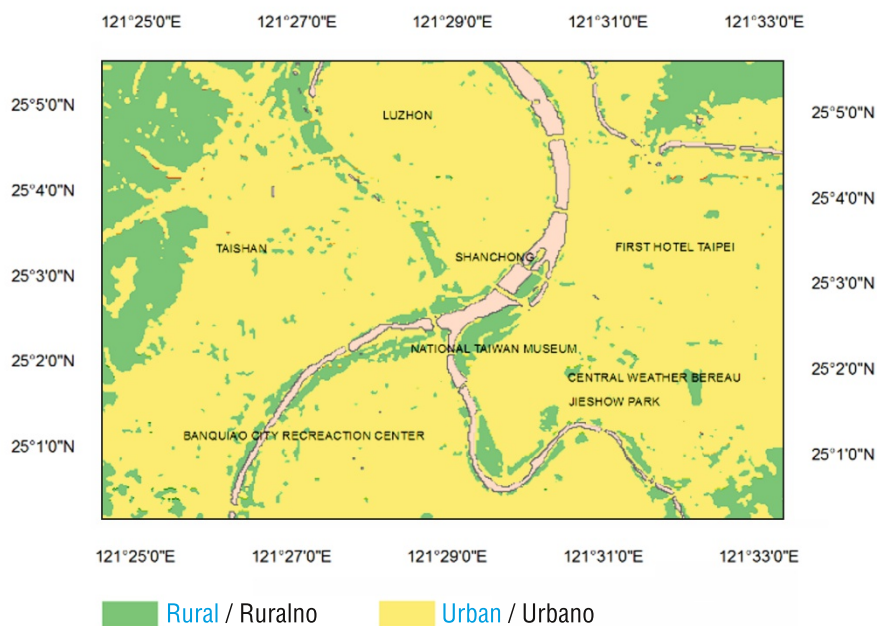 121°25'0"E 121°27'0"E 121°29'0"E 121°31'0"E 121°33'0"E
25°5'0"N 25°5'0"N
LUZHON
25°4'0"N 25°4'0"N
TAISHAN FIRST HOTEL TAIPEI
SHANCHONG
25°3'0"N 25°3'0"N
NATIONAL TAIWAN MUSEUM
25°2'0"N 25°2'0"N
CENTRAL WEATHER BEREAU
JIESHOW PARK
BANQUIAO CITY RECREACTION CENTER
25°1'0"N 25°1'0"N
121°25'0"E 121°27'0"E 121°29'0"E 121°31'0"E 121°33'0"E
Rural / Ruralno Urban / Urbano